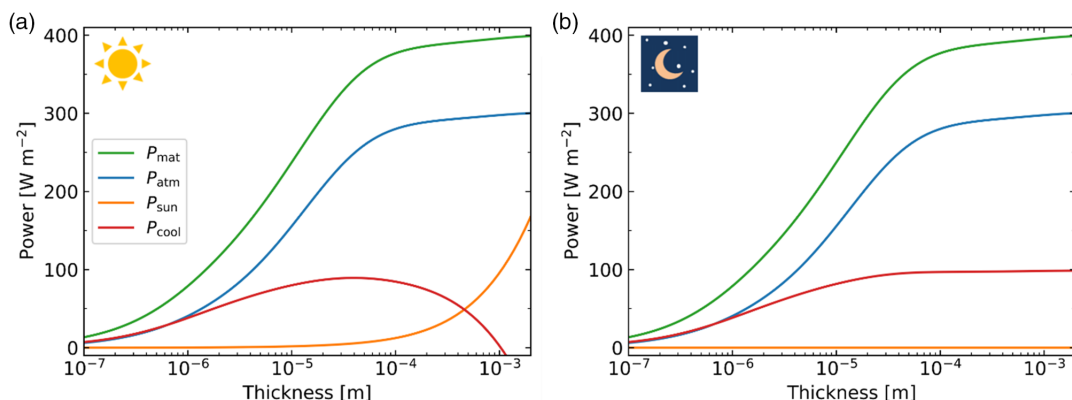 (a)
400
300
200
100
0
Power [W m⁻²]
P_mat
P_atm
P_sun
P_cool
10⁻⁷ 10⁻⁶ 10⁻⁵ 10⁻⁴ 10⁻³
Thickness [m]
(b)
400
300
200
100
0
Power [W m⁻²]
10⁻⁷ 10⁻⁶ 10⁻⁵ 10⁻⁴ 10⁻³
Thickness [m]